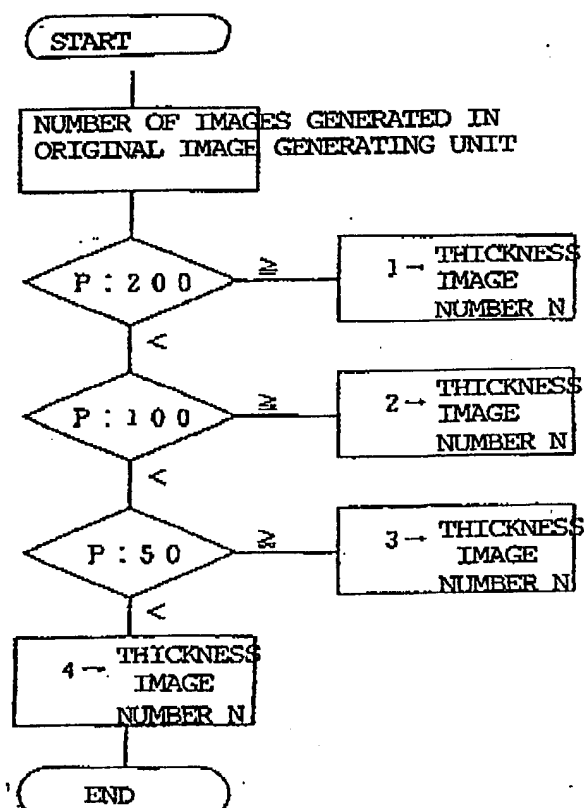 START
NUMBER OF IMAGES GENERATED IN
ORIGINAL IMAGE GENERATING UNIT
P : 200
≧
1→ THICKNESS
IMAGE
NUMBER N
<
P : 100
≧
2→ THICKNESS
IMAGE
NUMBER N
<
P : 50
≧
3→ THICKNESS
IMAGE
NUMBER N
<
4→ THICKNESS
IMAGE
NUMBER N
END